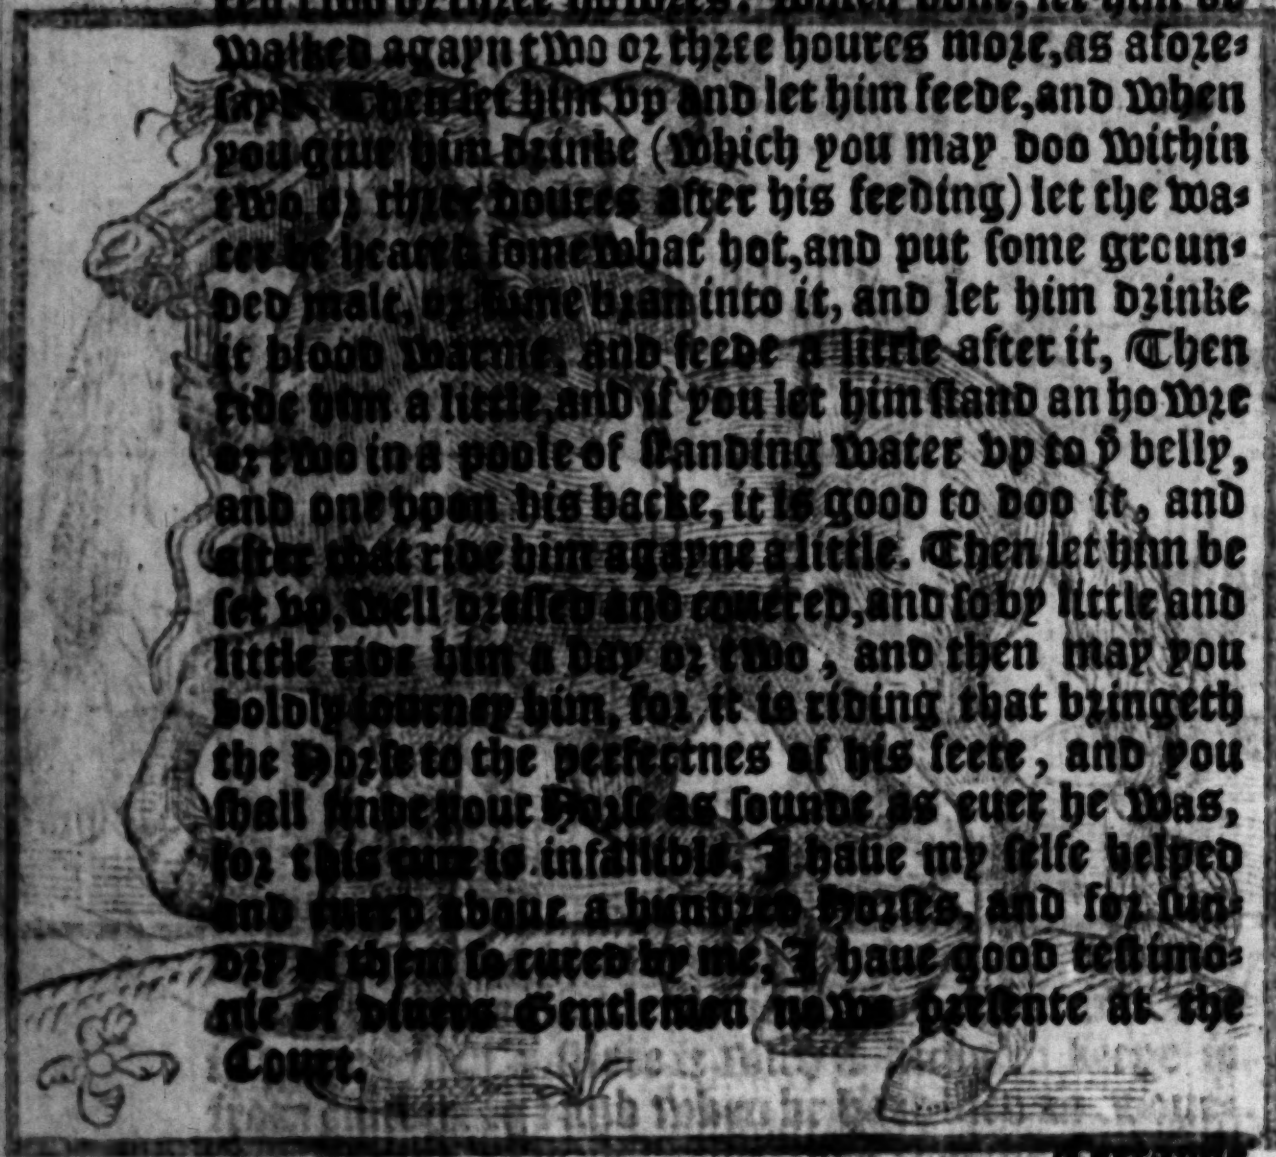 walked agayn two or three houres more, as afore-
sayd. Then set him vp and let him feede, and when
you giue him drinke (which you may doo within
two or three houres after his feeding) let the wa-
ter be heated somewhat hot, and put some groun-
ded malt, or some bran into it, and let him drinke
it blood warme, and feede a little after it, Then
ride him a little and if you let him stand an howre
or two in a poole of standing water vp to ẏ belly,
and one vpon his backe, it is good to doo it, and
after that ride him agayne a little. Then let him be
set vp, well dressed and couered, and so by little and
little ride him a day or two, and then may you
boldly iourney him, for it is riding that bringeth
the Horse to the perfectnes of his feete, and you
shall finde your Horse as sounde as euer he was,
for this cure is infallible. I haue my selfe helped
and cured aboue a hundred Horses, and for sun-
dry of them so cured by me, I haue good testimo-
nie of diuers Gentlemen nowe presente at the
Court.